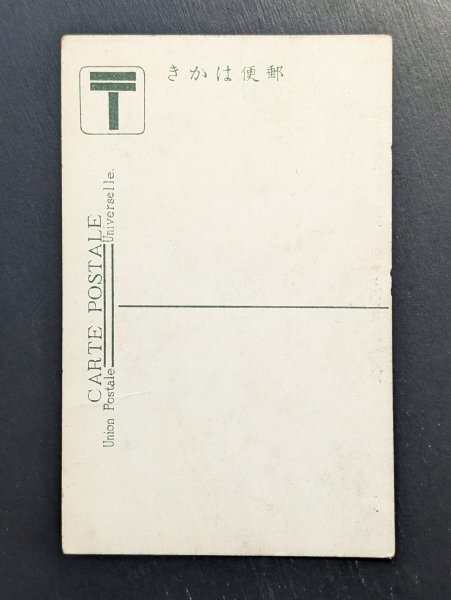 きかは便郵
〒
CARTE POSTALE
Union Postale Universelle.